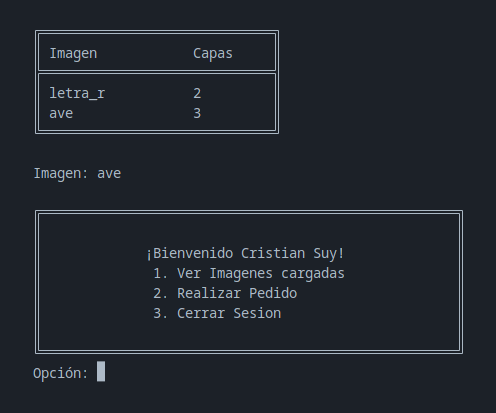 Imagen Capas
letra_r 2
ave 3
Imagen: ave
¡Bienvenido Cristian Suy!
1. Ver Imagenes cargadas
2. Realizar Pedido
3. Cerrar Sesion
Opción: